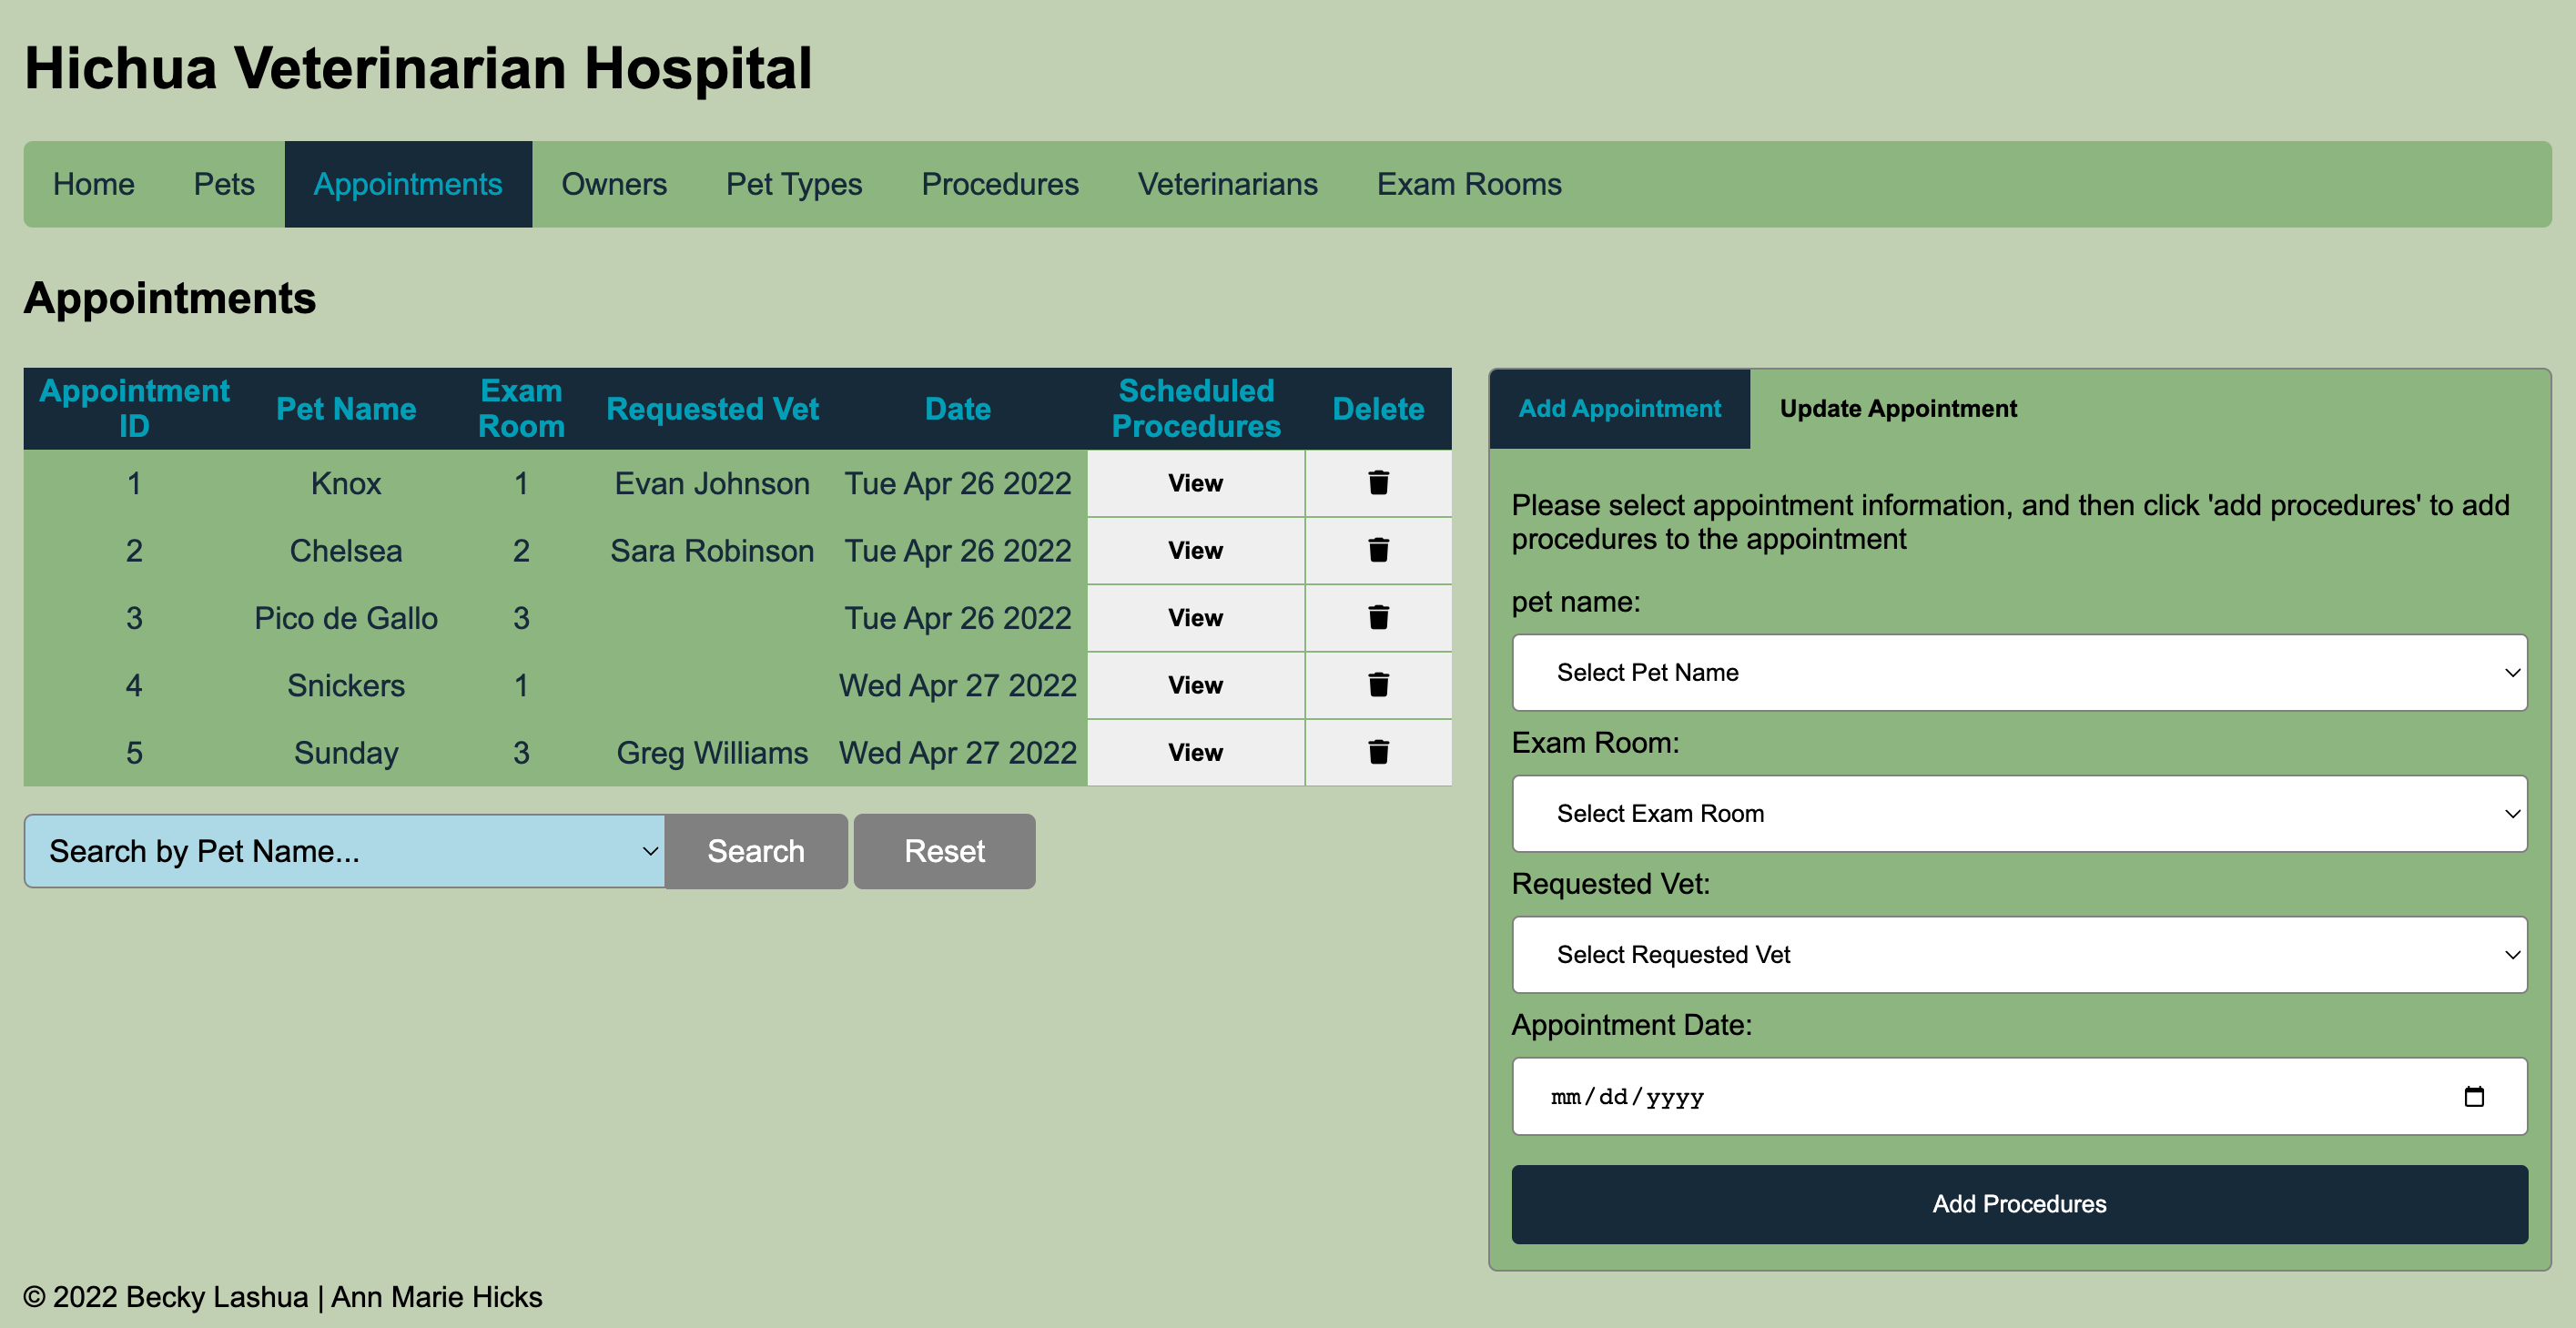 Hichua Veterinarian Hospital
Home Pets Appointments Owners Pet Types Procedures Veterinarians Exam Rooms
Appointments
Appointment ID Pet Name Exam Room Requested Vet Date Scheduled Procedures Delete
1 Knox 1 Evan Johnson Tue Apr 26 2022 View
2 Chelsea 2 Sara Robinson Tue Apr 26 2022 View
3 Pico de Gallo 3 Tue Apr 26 2022 View
4 Snickers 1 Wed Apr 27 2022 View
5 Sunday 3 Greg Williams Wed Apr 27 2022 View
Search by Pet Name... Search Reset
Add Appointment Update Appointment
Please select appointment information, and then click 'add procedures' to add
procedures to the appointment
pet name:
Select Pet Name
Exam Room:
Select Exam Room
Requested Vet:
Select Requested Vet
Appointment Date:
mm/dd/yyyy
Add Procedures
© 2022 Becky Lashua | Ann Marie Hicks